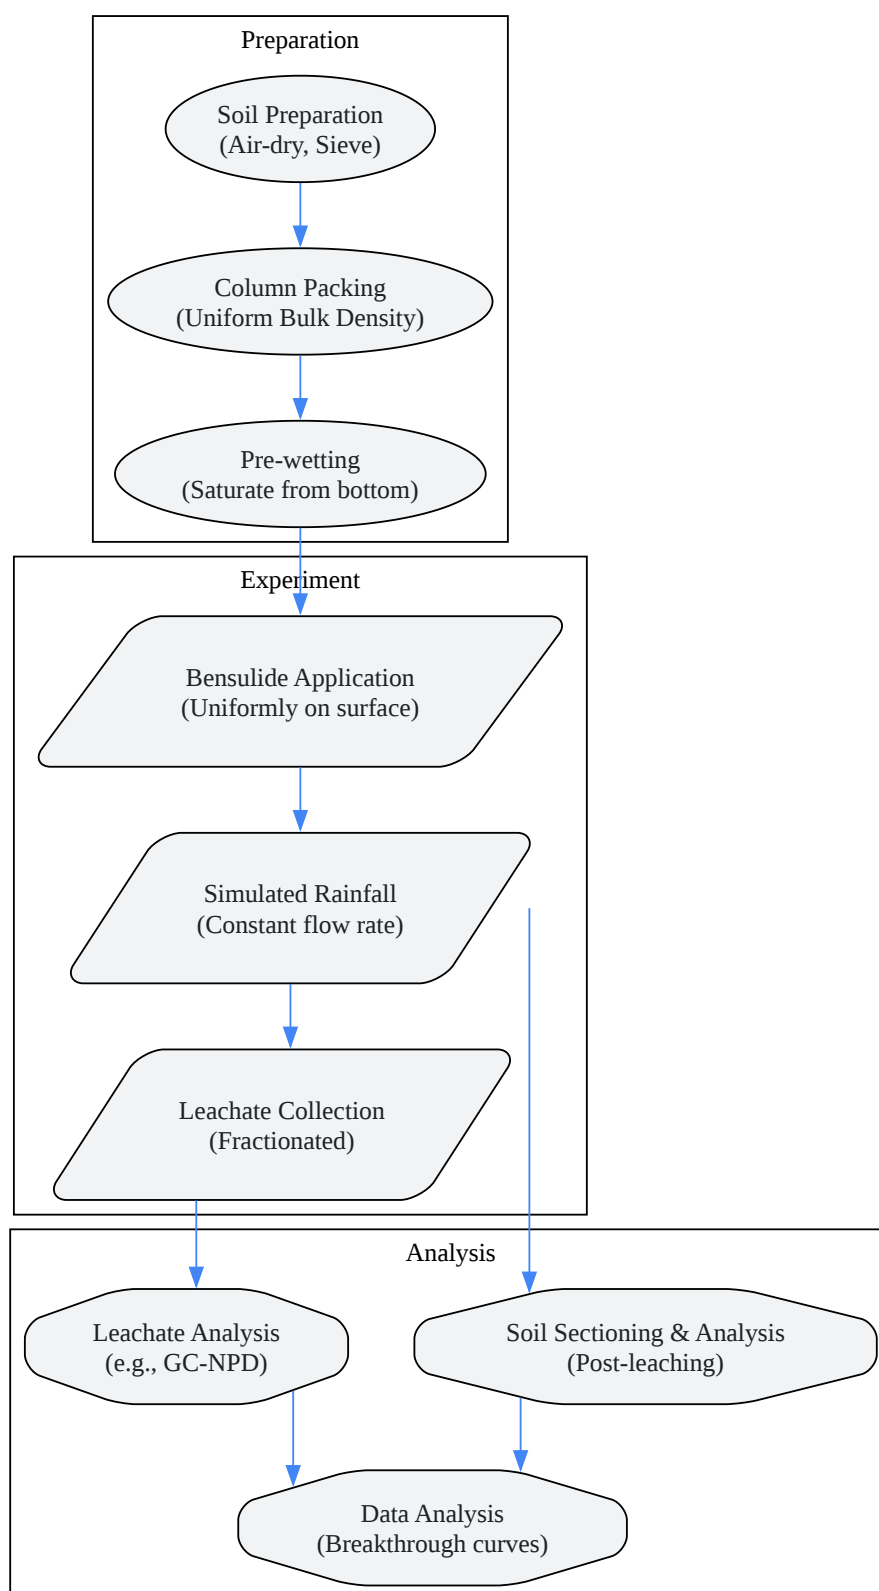 Preparation
Soil Preparation
(Air-dry, Sieve)
Column Packing
(Uniform Bulk Density)
Pre-wetting
(Saturate from bottom)
Experiment
Bensulide Application
(Uniformly on surface)
Simulated Rainfall
(Constant flow rate)
Leachate Collection
(Fractionated)
Analysis
Leachate Analysis
(e.g., GC-NPD)
Soil Sectioning & Analysis
(Post-leaching)
Data Analysis
(Breakthrough curves)